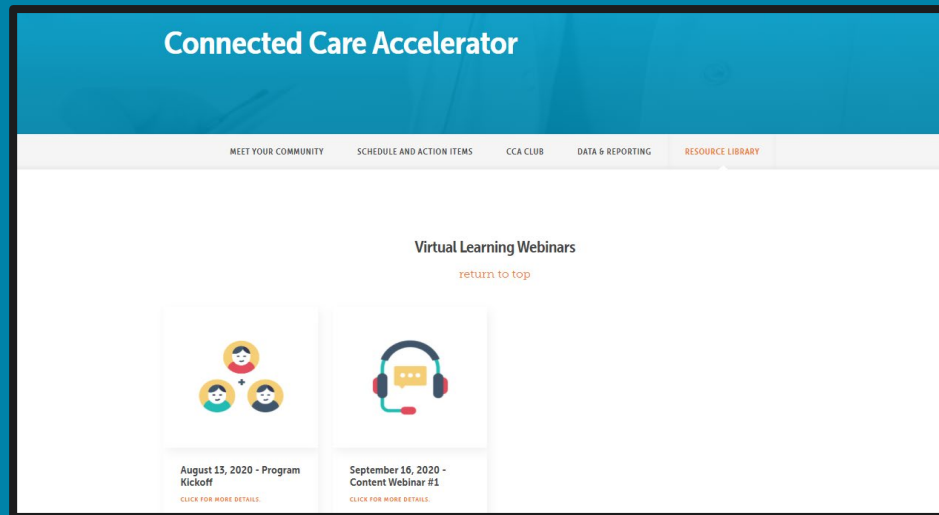 Connected Care Accelerator
MEET YOUR COMMUNITY SCHEDULE AND ACTION ITEMS CCA CLUB DATA & REPORTING RESOURCE LIBRARY
Virtual Learning Webinars
return to top
August 13, 2020 - Program
Kickoff
CLICK FOR MORE DETAILS.
September 16, 2020 -
Content Webinar #1
CLICK FOR MORE DETAILS.